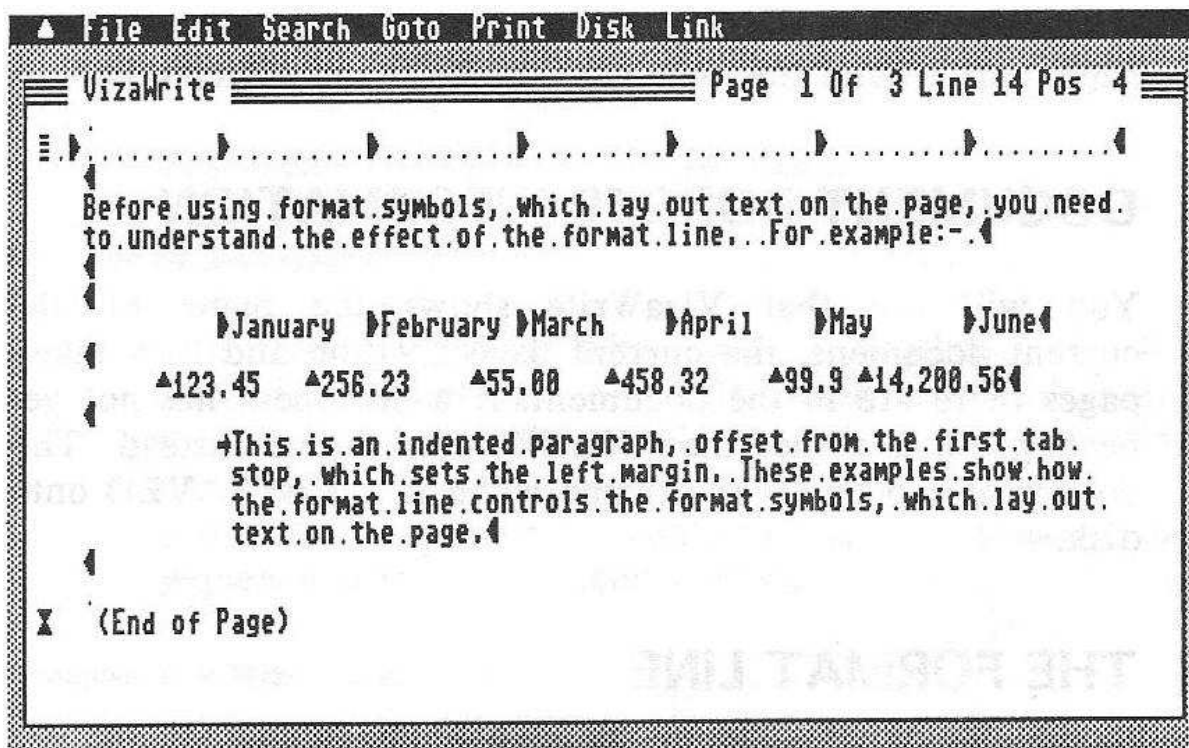 File Edit Search Goto Print Disk Link
VizaWrite Page 1 Of 3 Line 14 Pos 4
Before.using.format.symbols,.which.lay.out.text.on.the.page,.you.need.
to.understand.the.effect.of.the.format.line...For.example:-.
January February March April May June
123.45 256.23 55.00 458.32 99.9 14,200.56
This.is.an.indented.paragraph,.offset.from.the.first.tab.
stop,.which.sets.the.left.margin..These.examples.show.how.
the.format.line.controls.the.format.symbols,.which.lay.out.
text.on.the.page.
(End of Page)
THE FORMAT LINE